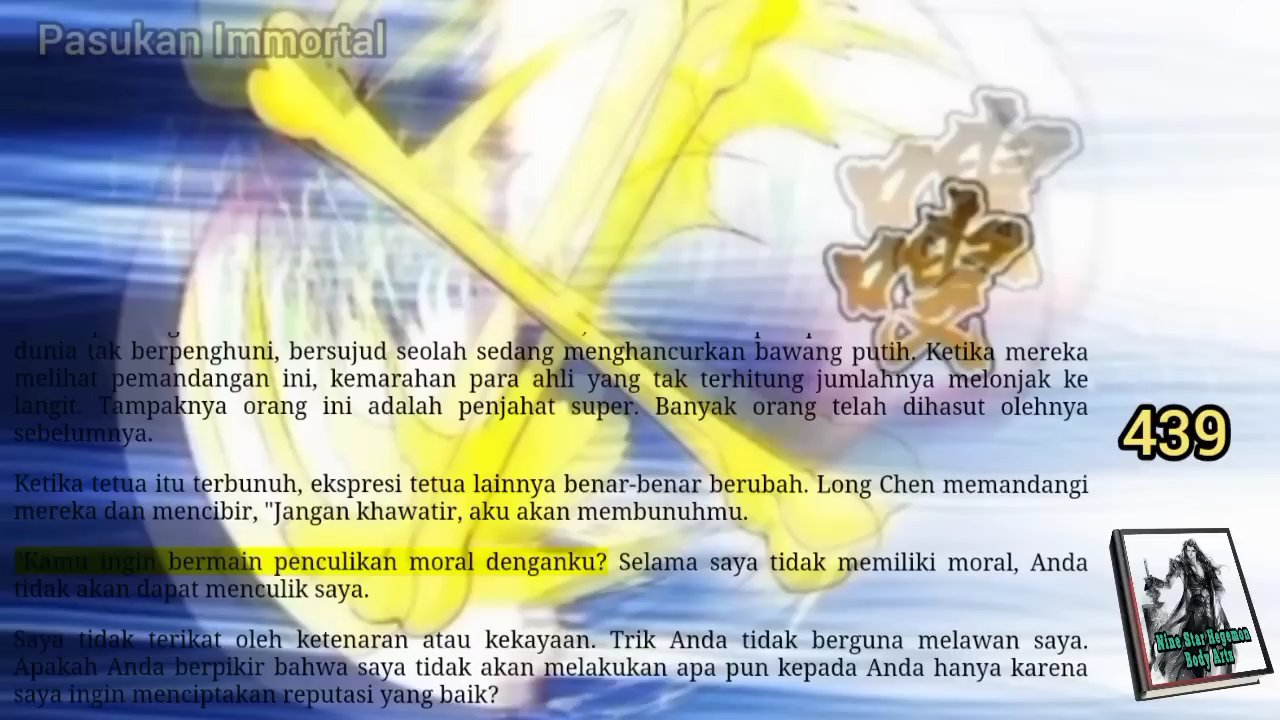 Pasukan Immortal
dunia tak berpenghuni, bersujud seolah sedang menghancurkan bawang putih. Ketika mereka
melihat pemandangan ini, kemarahan para ahli yang tak terhitung jumlahnya melonjak ke
langit. Tampaknya orang ini adalah penjahat super. Banyak orang telah dihasut olehnya
sebelumnya.
Ketika tetua itu terbunuh, ekspresi tetua lainnya benar-benar berubah. Long Chen memandangi
mereka dan mencibir, "Jangan khawatir, aku akan membunuhmu.
"Kamu ingin bermain penculikan moral denganku? Selama saya tidak memiliki moral, Anda
tidak akan dapat menculik saya.
Saya tidak terikat oleh ketenaran atau kekayaan. Trik Anda tidak berguna melawan saya.
Apakah Anda berpikir bahwa saya tidak akan melakukan apa pun kepada Anda hanya karena
saya ingin menciptakan reputasi yang baik?
439
Nine Star Hegemon
Body Arts